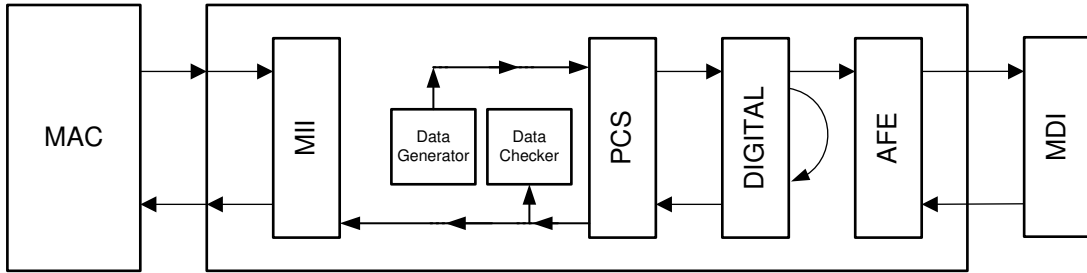 MAC
MII
Data
Generator
Data
Checker
PCS
DIGITAL
AFE
MDI